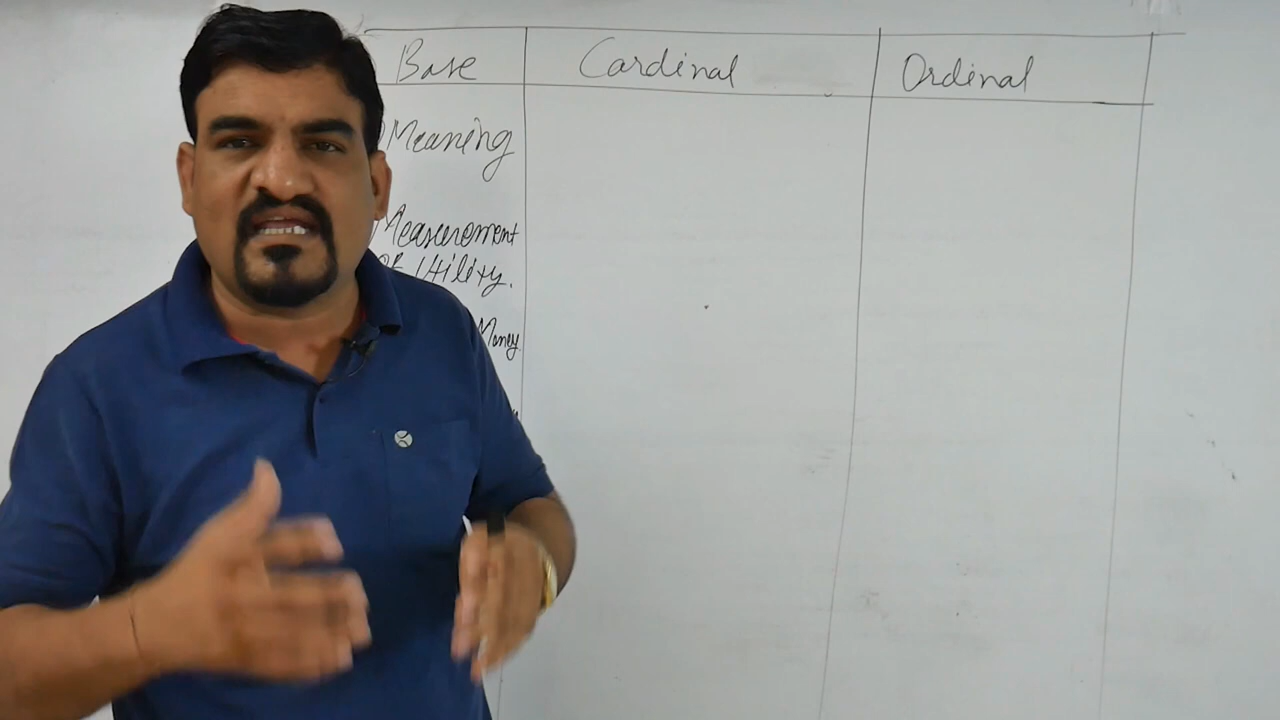 Base Cardinal Ordinal
Meaning
Measurement
of Utility.
Money